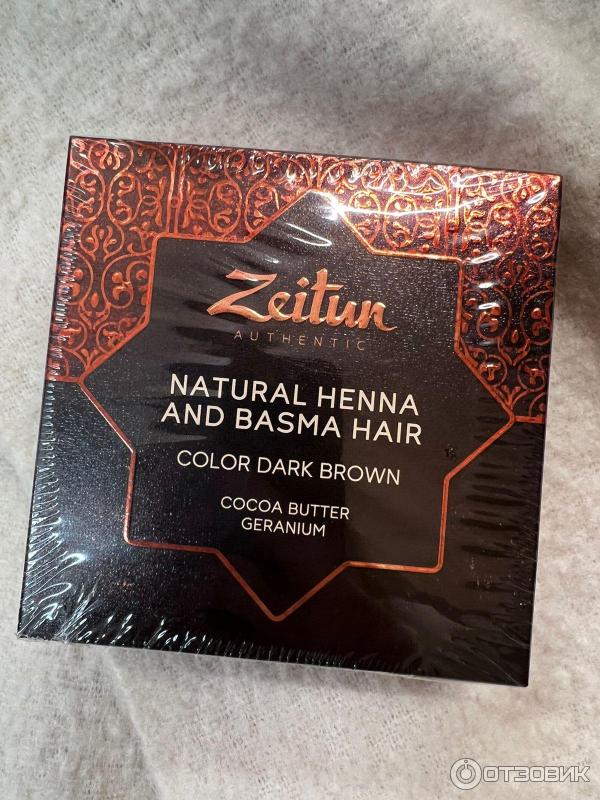 Zeitun
AUTHENTIC
NATURAL HENNA
AND BASMA HAIR
COLOR DARK BROWN
COCOA BUTTER
GERANIUM
ОТЗОВИК